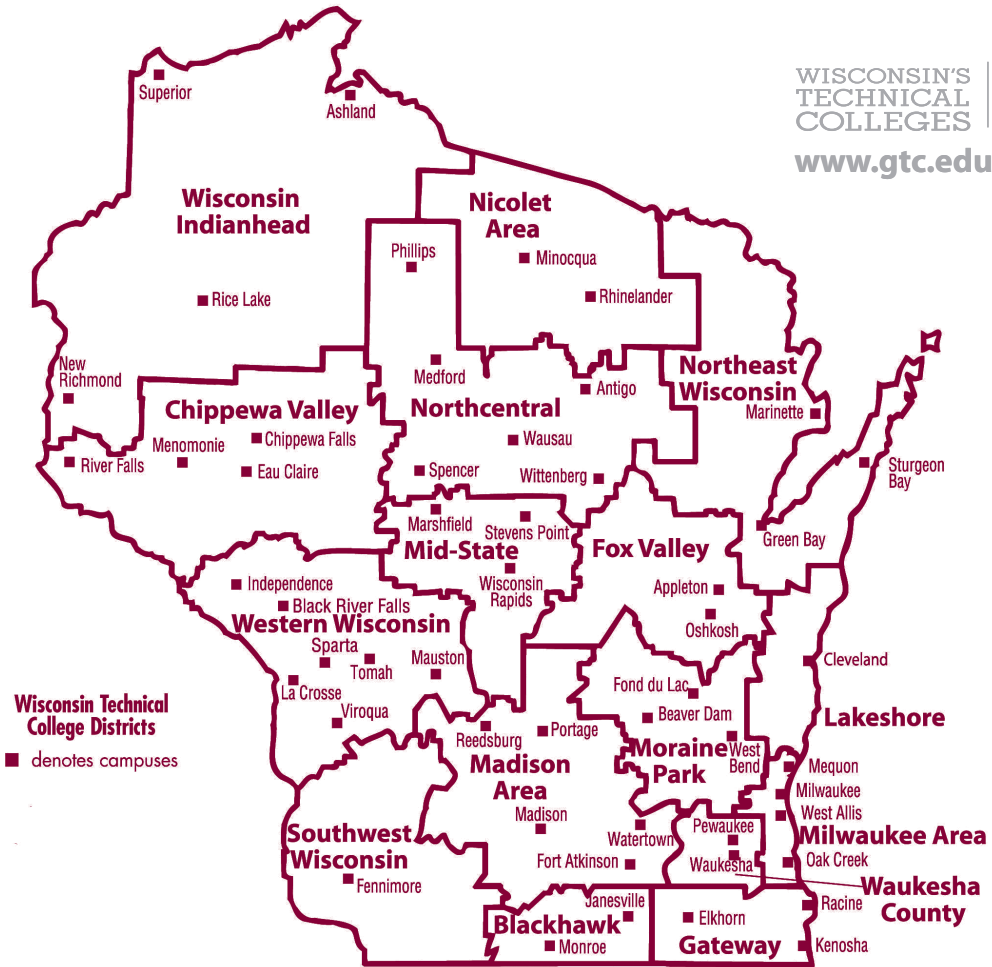 WISCONSIN'S
TECHNICAL
COLLEGES
www.gtc.edu
Superior
Ashland
Wisconsin
Indianhead
Nicolet
Area
Phillips
Minocqua
Rice Lake
Rhinelander
New
Richmond
Medford
Antigo
Northeast
Wisconsin
Marinette
Chippewa Valley
Northcentral
Menomonie
Chippewa Falls
Wausau
River Falls
Eau Claire
Spencer
Wittenberg
Sturgeon
Bay
Marshfield
Stevens Point
Mid-State
Fox Valley
Green Bay
Independence
Wisconsin
Rapids
Appleton
Black River Falls
Western Wisconsin
Oshkosh
Sparta
Tomah
Mauston
Cleveland
La Crosse
Fond du Lac
Viroqua
Beaver Dam
Lakeshore
Wisconsin Technical
College Districts
denotes campuses
Reedsburg
Portage
Moraine
Park
West
Bend
Madison
Area
Mequon
Milwaukee
West Allis
Madison
Watertown
Pewaukee
Milwaukee Area
Southwest
Wisconsin
Fort Atkinson
Waukesha
Oak Creek
Fennimore
Waukesha
County
Janesville
Blackhawk
Monroe
Elkhorn
Gateway
Racine
Kenosha